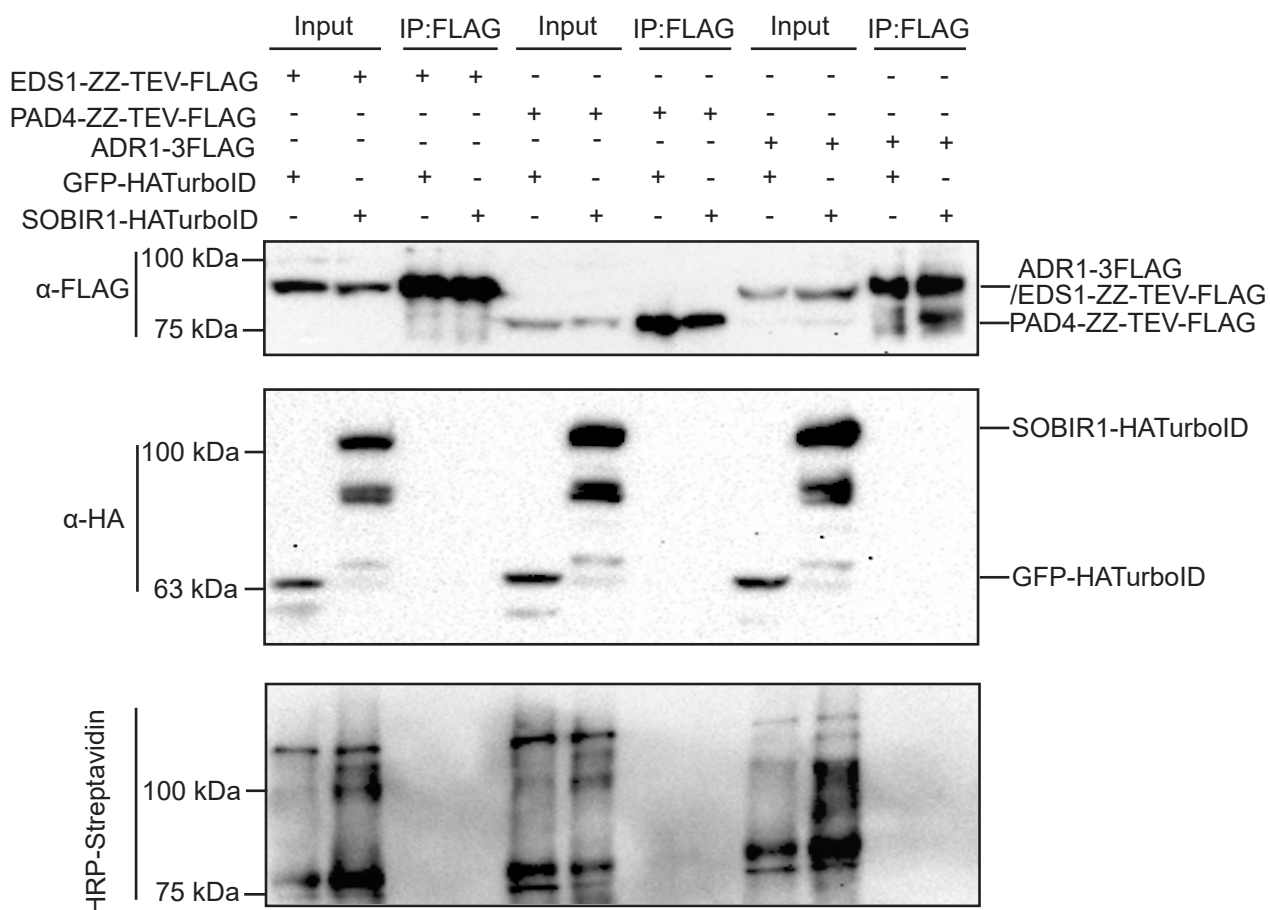 Input IP:FLAG Input IP:FLAG Input IP:FLAG
EDS1-ZZ-TEV-FLAG + + + + - - - - - - - -
PAD4-ZZ-TEV-FLAG - - - - + + + + - - - -
ADR1-3FLAG - - - - - - - - + + + +
GFP-HATurboID + - + - + - + - + - + -
SOBIR1-HATurboID - + - + - + - + - + - +
α-FLAG
100 kDa
75 kDa
ADR1-3FLAG
/EDS1-ZZ-TEV-FLAG
PAD4-ZZ-TEV-FLAG
α-HA
100 kDa
63 kDa
SOBIR1-HATurboID
GFP-HATurboID
HRP-Streptavidin
100 kDa
75 kDa